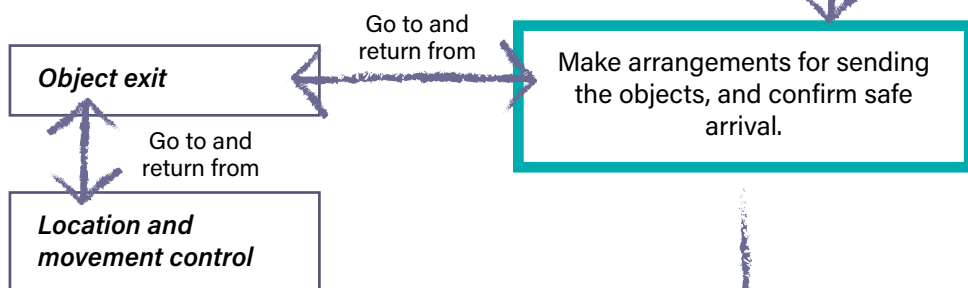 Go to and
return from
Object exit
Make arrangements for sending
the objects, and confirm safe
arrival.
Go to and
return from
Location and
movement control